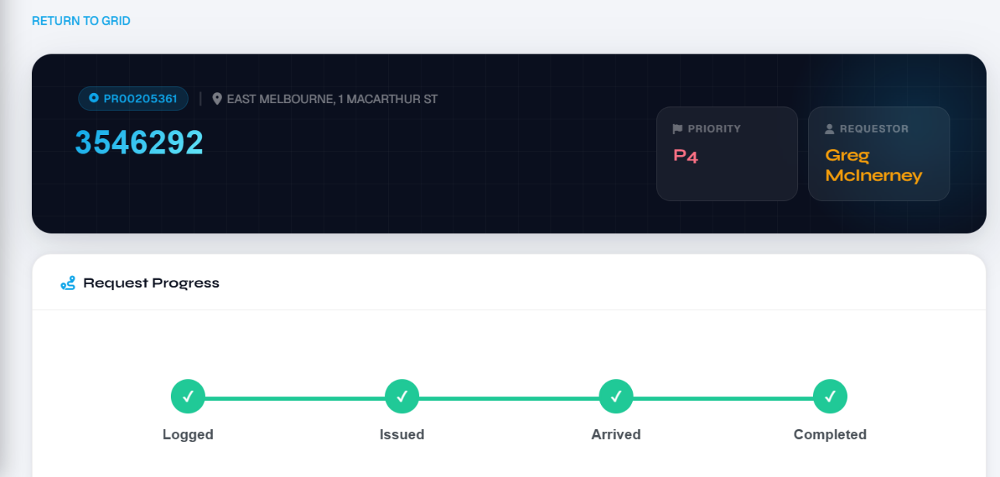 RETURN TO GRID
PR00205361
EAST MELBOURNE, 1 MACARTHUR ST
3546292
PRIORITY
P4
REQUESTOR
Greg
McInerney
Request Progress
Logged
Issued
Arrived
Completed